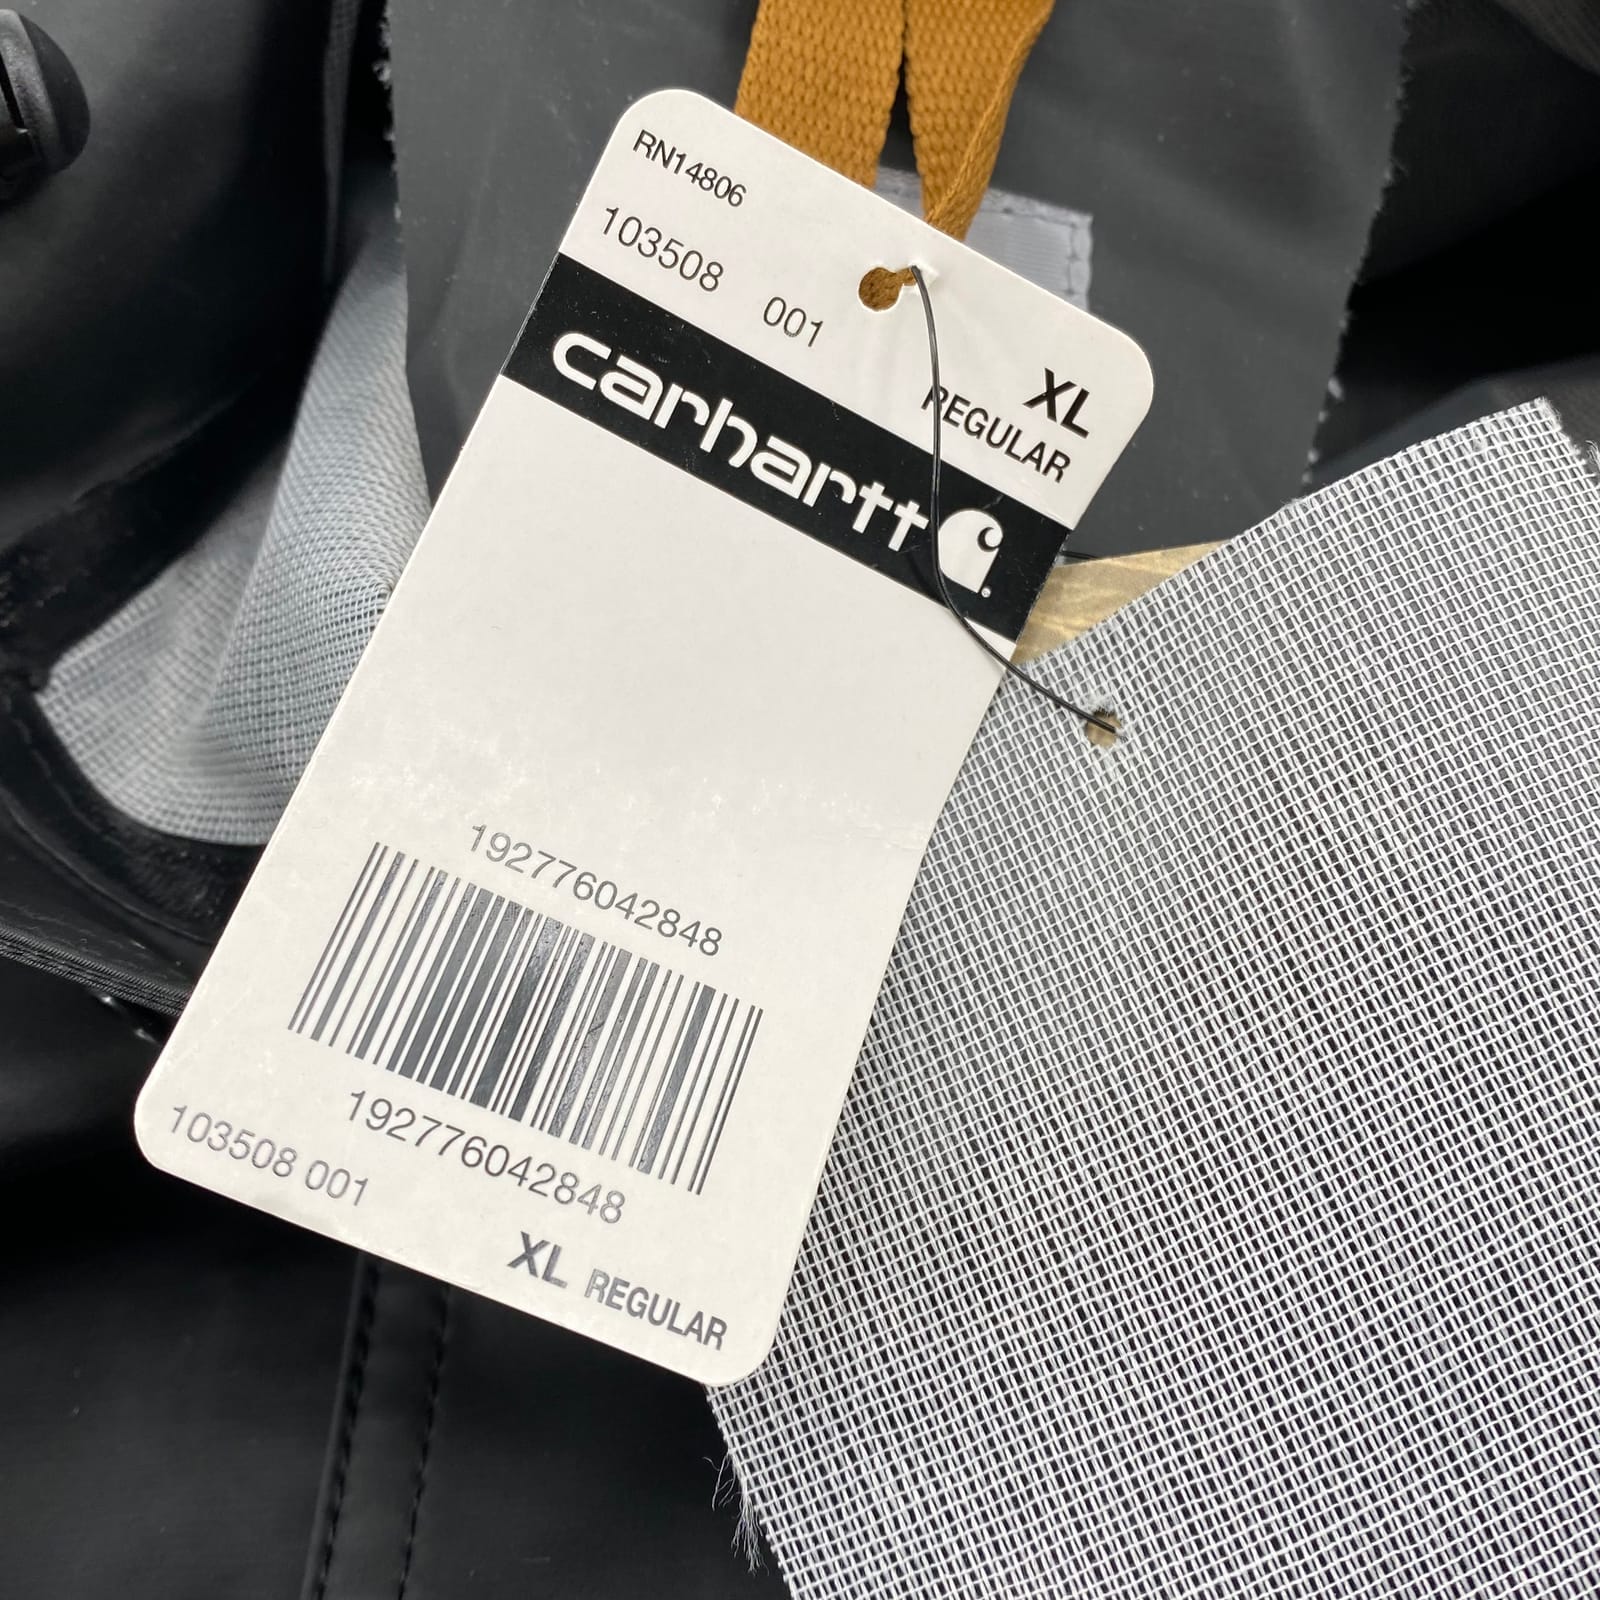 RN14806
103508 001
XL
REGULAR
carhartt
192776042848
192776042848
103508 001
XL REGULAR